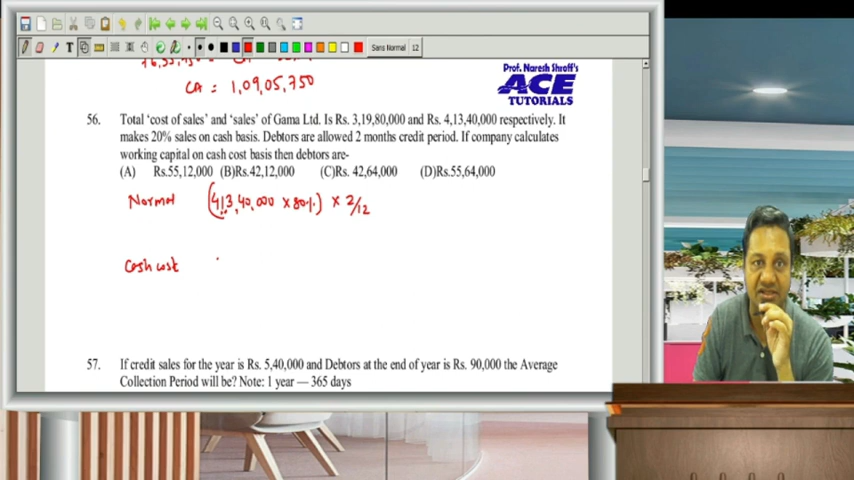 Sans Normal 12
CA = 1,09,05,750
Prof. Naresh Shroff's
ACE
TUTORIALS
56. Total 'cost of sales' and 'sales' of Gama Ltd. Is Rs. 3,19,80,000 and Rs. 4,13,40,000 respectively. It
makes 20% sales on cash basis. Debtors are allowed 2 months credit period. If company calculates
working capital on cash cost basis then debtors are-
(A) Rs.55,12,000 (B)Rs.42,12,000 (C)Rs. 42,64,000 (D)Rs.55,64,000
Normal (413,40,000 x 80%) x 2/12
Cash cost
57. If credit sales for the year is Rs. 5,40,000 and Debtors at the end of year is Rs. 90,000 the Average
Collection Period will be? Note: 1 year — 365 days